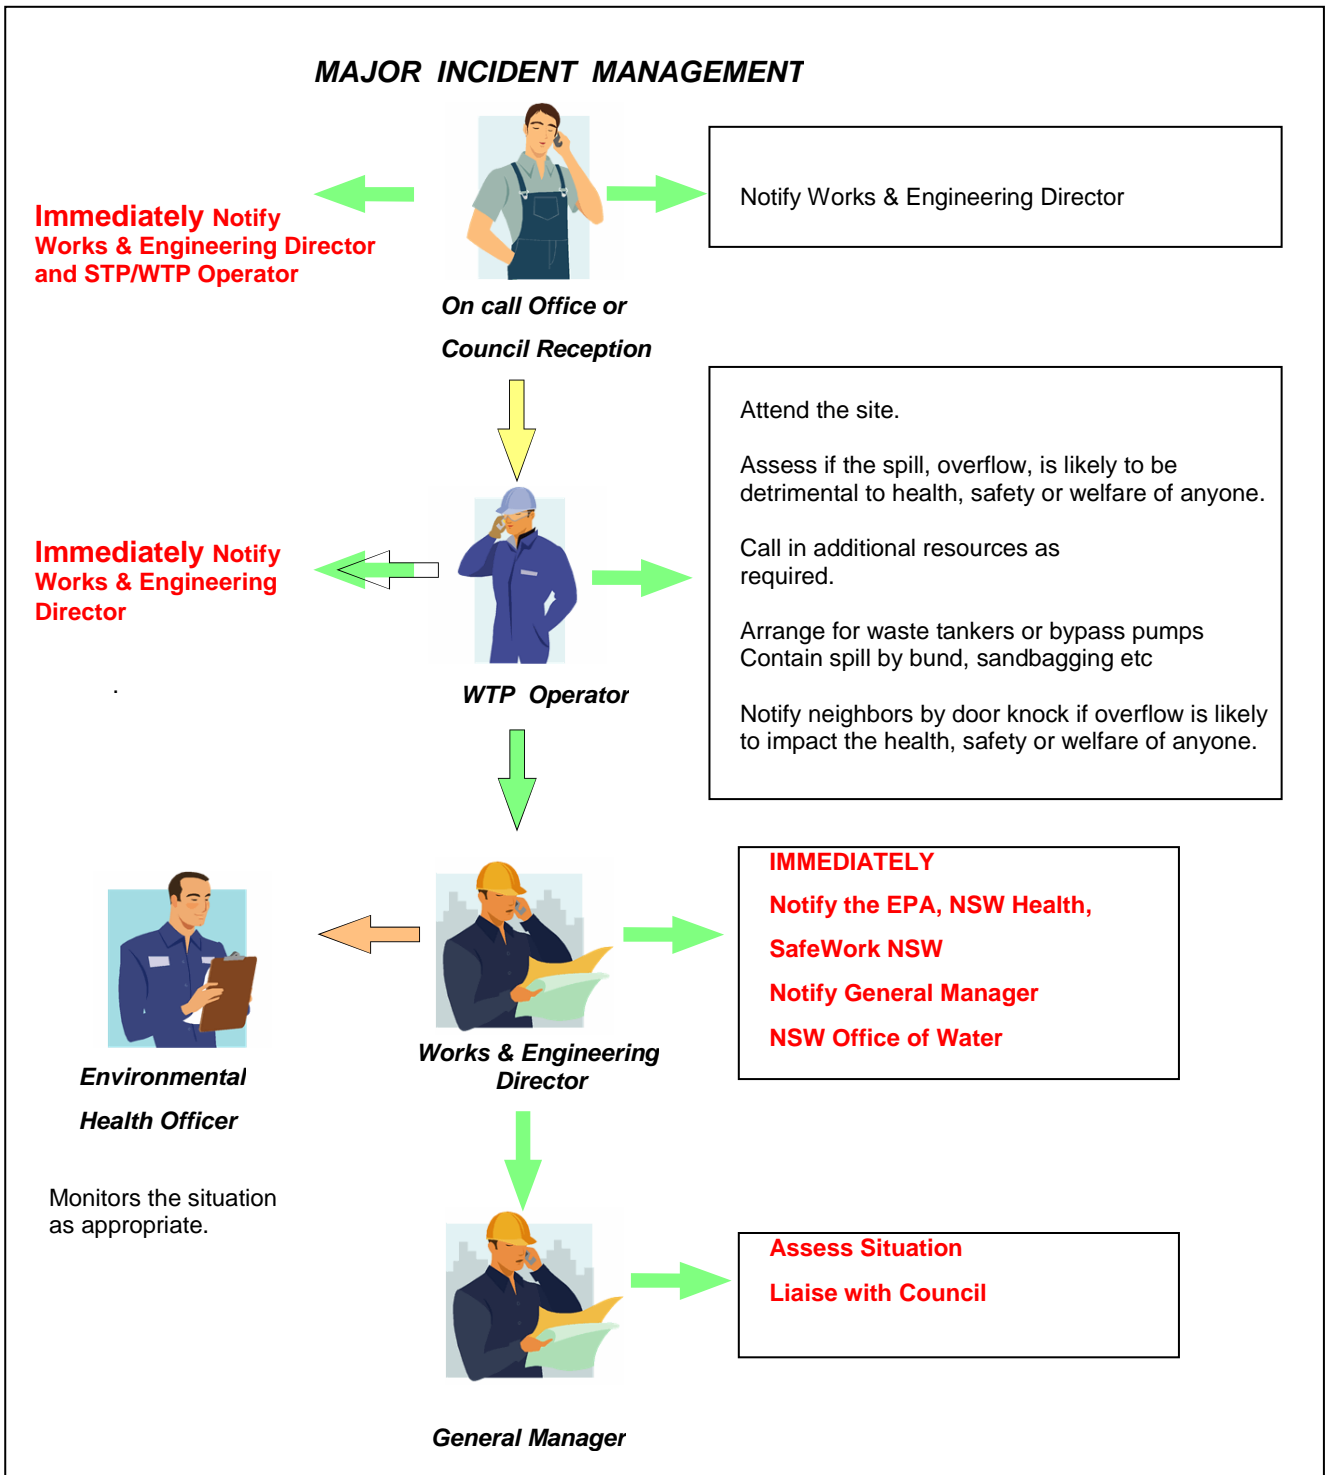 MAJOR INCIDENT MANAGEMENT
Immediately Notify
Works & Engineering Director
and STP/WTP Operator
Notify Works & Engineering Director
On call Office or
Council Reception
Attend the site.
Assess if the spill, overflow, is likely to be
detrimental to health, safety or welfare of anyone.
Call in additional resources as
required.
Arrange for waste tankers or bypass pumps
Contain spill by bund, sandbagging etc
Notify neighbors by door knock if overflow is likely
to impact the health, safety or welfare of anyone.
Immediately Notify
Works & Engineering
Director
.
WTP Operator
IMMEDIATELY
Notify the EPA, NSW Health,
SafeWork NSW
Notify General Manager
NSW Office of Water
Works & Engineering
Director
Environmental
Health Officer
Monitors the situation
as appropriate.
Assess Situation
Liaise with Council
General Manager